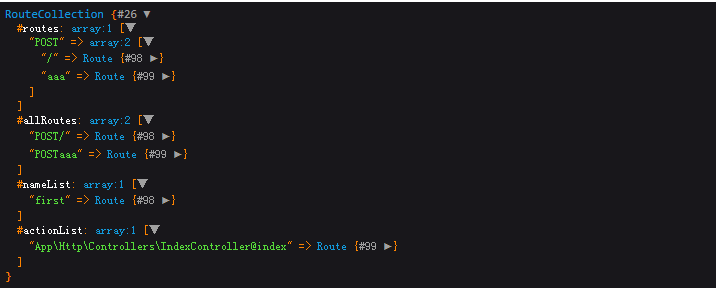 RouteCollection {#26 ▼
#routes: array:1 [▼
"POST" => array:2 [▼
"/" => Route {#98 ▶}
"aaa" => Route {#99 ▶}
]
]
#allRoutes: array:2 [▼
"POST/" => Route {#98 ▶}
"POSTaaa" => Route {#99 ▶}
]
#nameList: array:1 [▼
"first" => Route {#98 ▶}
]
#actionList: array:1 [▼
"App\Http\Controllers\IndexController@index" => Route {#99 ▶}
]
}